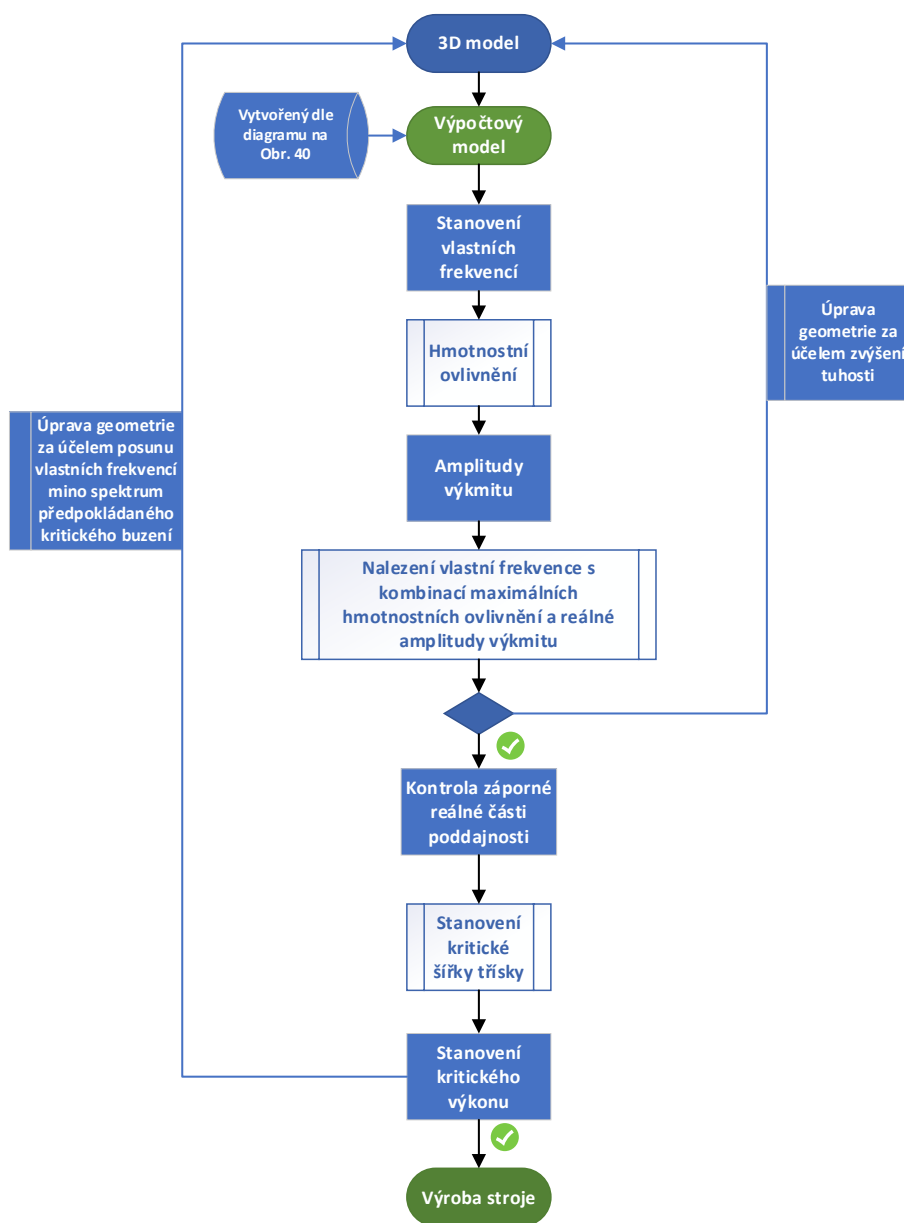 3D model
Vytvořený dle
diagramu na
Obr. 40
Výpočtový
model
Stanovení
vlastních
frekvencí
Hmotnostní
ovlivnění
Úprava
geometrie za
účelem zvýšení
tuhosti
Úprava geometrie
za účelem posunu
vlastních frekvencí
mino spektrum
předpokládaného
kritického buzení
Amplitudy
výkmitu
Nalezení vlastní frekvence s
kombinací maximálních
hmotnostních ovlivnění a reálné
amplitudy výkmitu
Kontrola záporné
reálné části
poddajnosti
Stanovení
kritické
šířky třísky
Stanovení
kritického
výkonu
Výroba stroje